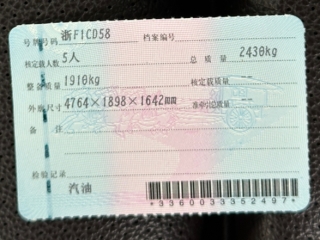 号牌号码 浙F1CD58 档案编号
核定载人数 5人 总质量 2430kg
整备质量 1910kg 核定载质量 --
外廓尺寸 4764×1898×1642mm 准牵引总质量 --
备注
检验记录
汽油
*3360033352497*